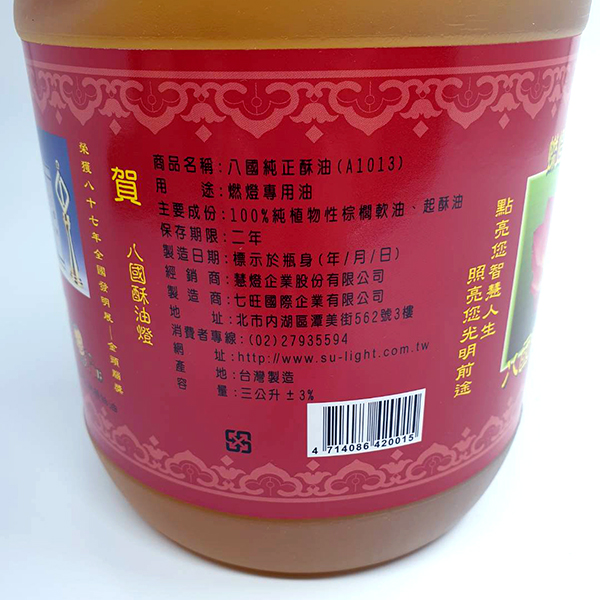 榮獲八十七年全國發明展—金頭腦獎
賀
八國酥油燈
商品名稱:八國純正酥油(A1013)
用 途:燃燈專用油
主要成份:100%純植物性棕櫚軟油、起酥油
保存期限:二年
製造日期:標示於瓶身(年/月/日)
經銷商:慧燈企業股份有限公司
製造商:七旺國際企業有限公司
地 址:北市內湖區潭美街562號3樓
消費者專線:(02)27935594
網 址:http://www.su-light.com.tw
產 地:台灣製造
容 量:三公升±3%
4 714086 420015
點亮您智慧人生
照亮您光明前途